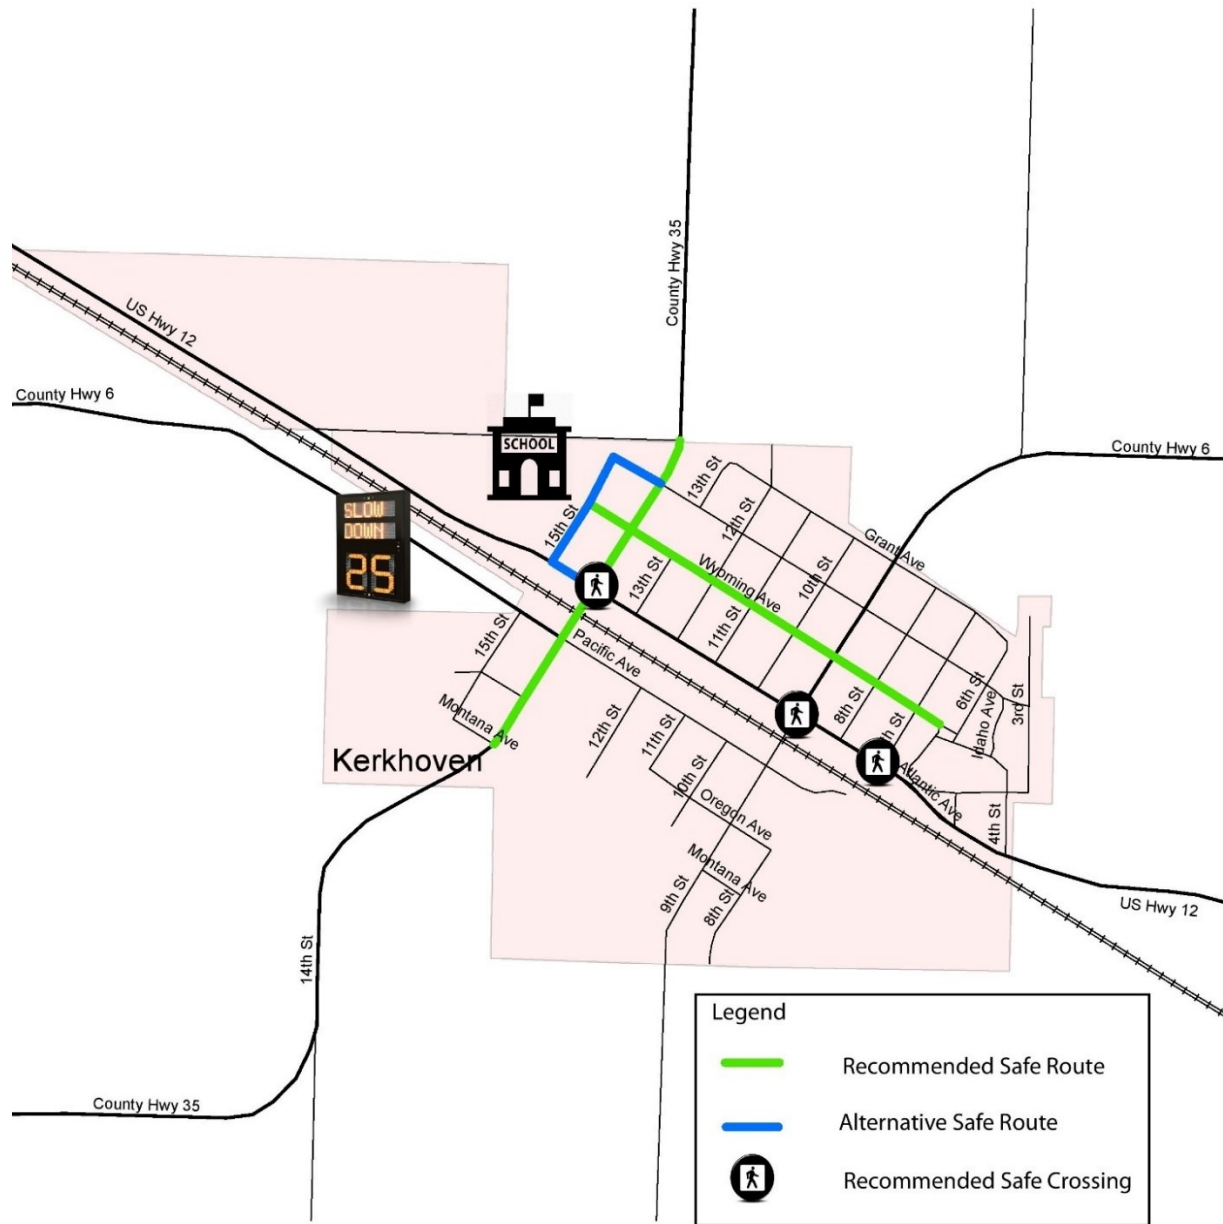 County Hwy 35
US Hwy 12
County Hwy 6
County Hwy 6
SCHOOL
13th St
12th St
Grant Ave
SLOW
DOWN
25
15th St
Wypming Ave
10th St
13th St
11th St
15th St
Pacific Ave
8th St
6th St
Idaho Ave
3rd St
Montana Ave
12th St
11th St
Kerkhoven
10th St
Atlantic Ave
Oregon Ave
4th St
Montana Ave
9th St
8th St
US Hwy 12
14th St
County Hwy 35
Legend
Recommended Safe Route
Alternative Safe Route
Recommended Safe Crossing